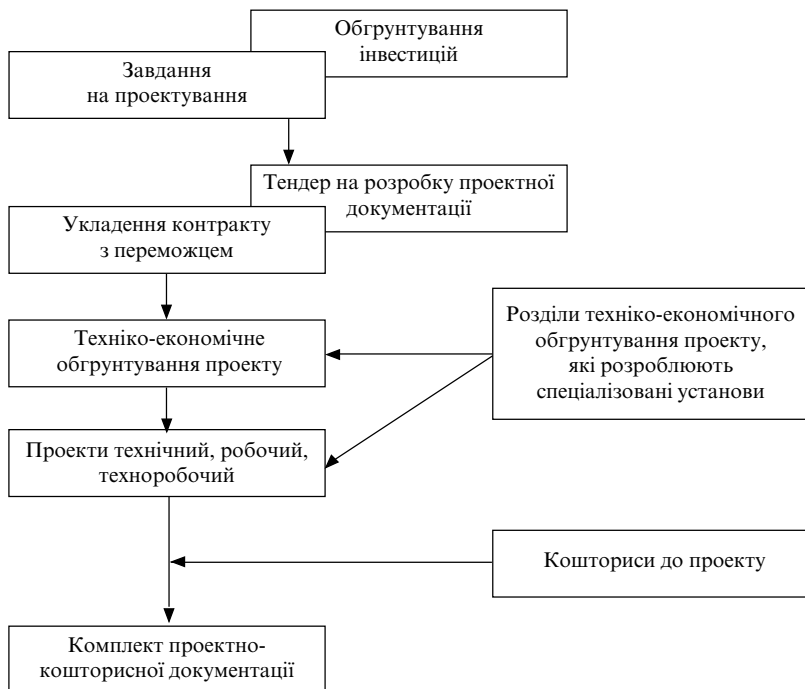 Обгрунтування
інвестицій
Завдання
на проектування
Тендер на розробку проектної
документації
Укладення контракту
з переможцем
Техніко-економічне
обгрунтування проекту
Розділи техніко-економічного
обгрунтування проекту,
які розроблюють
спеціалізовані установи
Проекти технічний, робочий,
техноробочий
Кошториси до проекту
Комплект проектно-
кошторисної документації